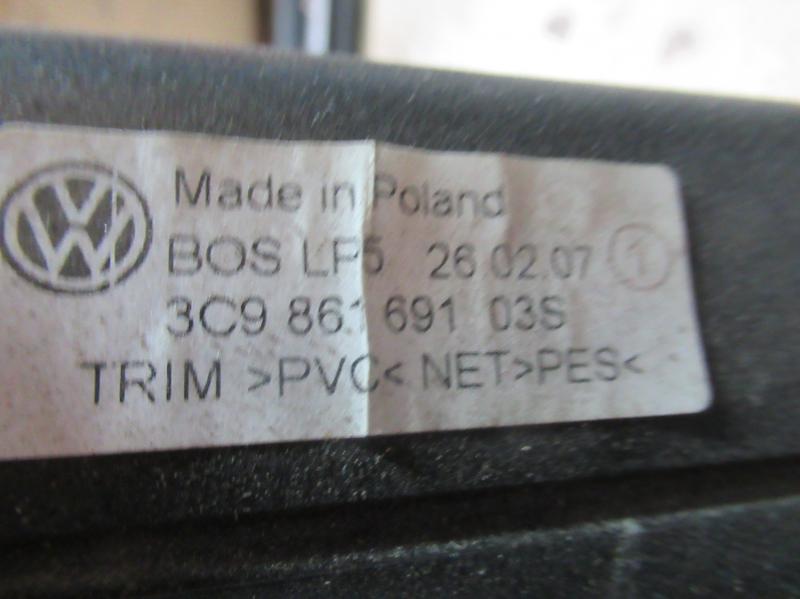 Made in Poland
BOS LP5 26.02.07 1
3C9 861 691 03S
TRIM >PVC< NET>PES<